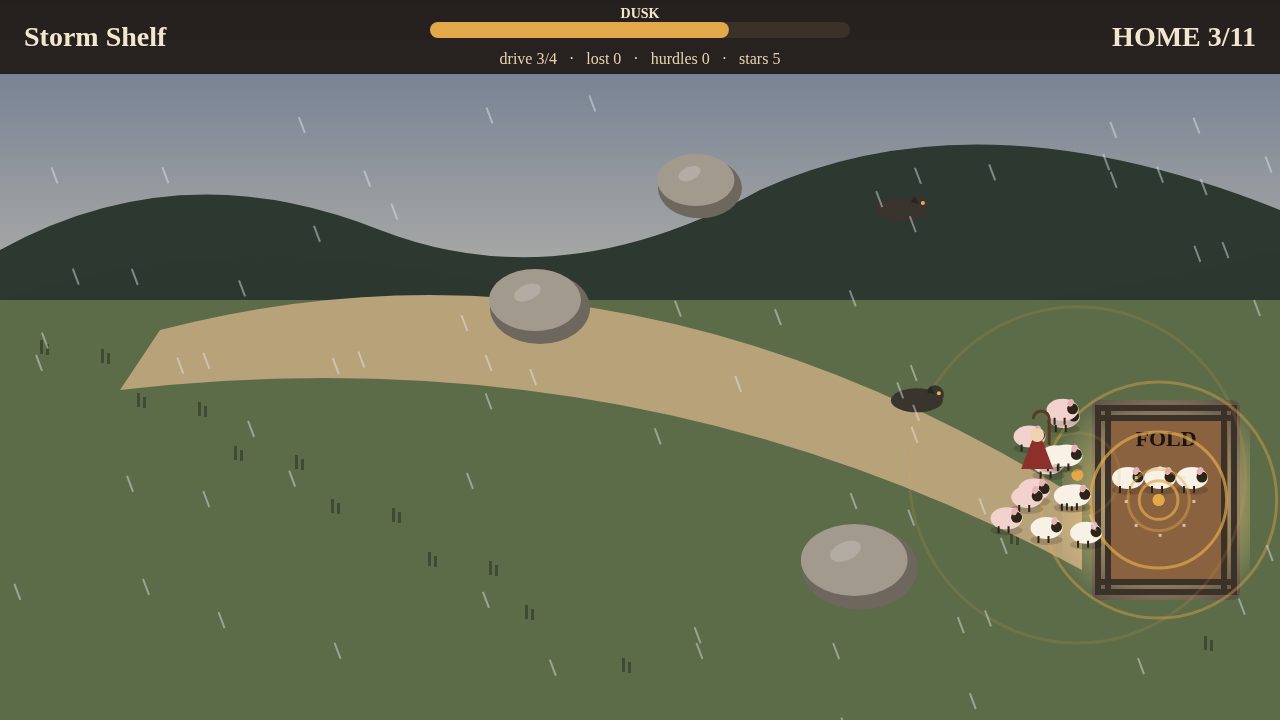 Storm Shelf
DUSK
drive 3/4 · lost 0 · hurdles 0 · stars 5
HOME 3/11
FOLD